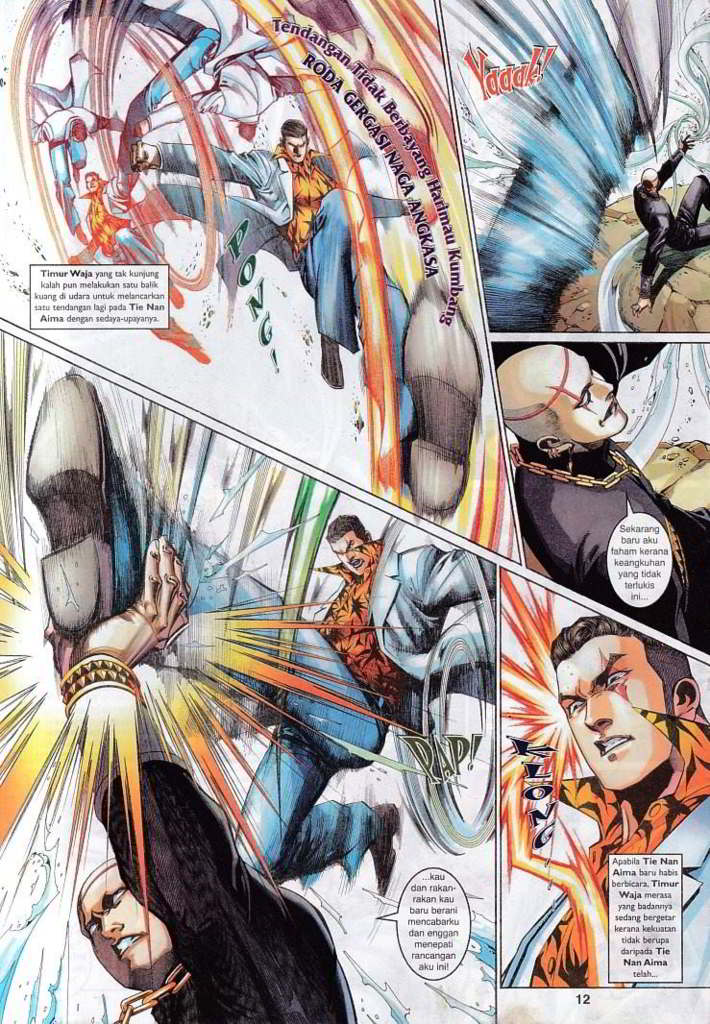 Tendangan Tidak Berbayang Harimau Kumbang
RODA GERGASI NAGA ANGKASA
PONG!
Timur Waja yang tak kunjung
kalah pun melakukan satu balik
kuang di udara untuk melancarkan
satu tendangan lagi pada Tie Nan
Aima dengan sedaya-upayanya.
Yaaak!
Sekarang
baru aku
faham kerana
keangkuhan
yang tidak
terlukis
ini...
PAP!
...kau
dan rakan-
rakan kau
baru berani
mencabarku
dan enggan
menepati
rancangan
aku ini!
KLONG
Apabila Tie Nan
Aima baru habis
berbicara, Timur
Waja merasa
yang badannya
sedang bergetar
kerana kekuatan
tidak berupa
daripada Tie
Nan Aima
telah...
12